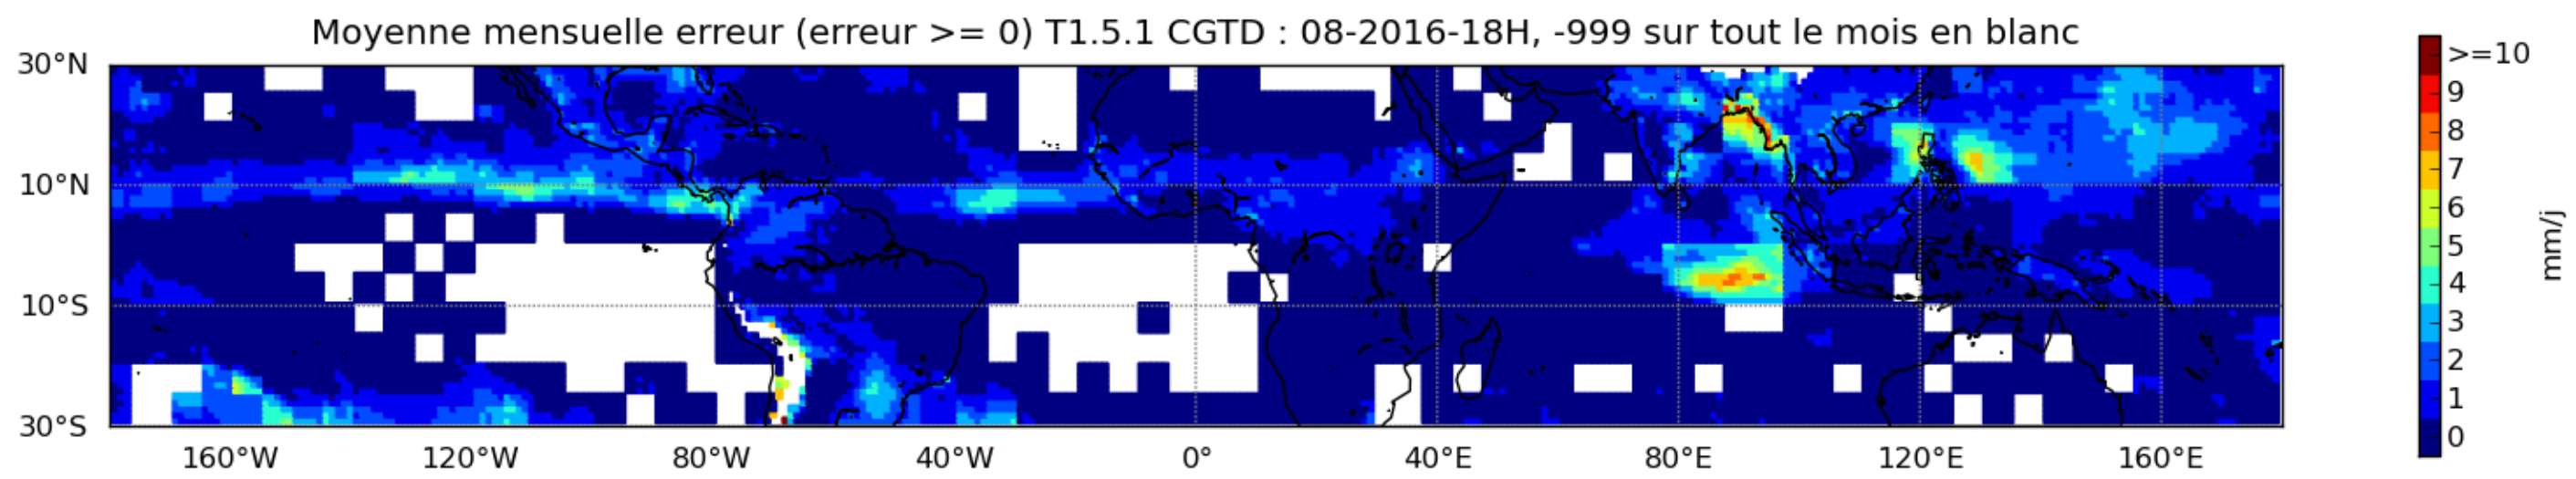 Moyenne mensuelle erreur (erreur >= 0) T1.5.1 CGTD : 08-2016-18H, -999 sur tout le mois en blanc
30°N
10°N
10°S
30°S
160°W 120°W 80°W 40°W 0° 40°E 80°E 120°E 160°E
>=10
9
8
7
6
5
4
3
2
1
0
mm/j